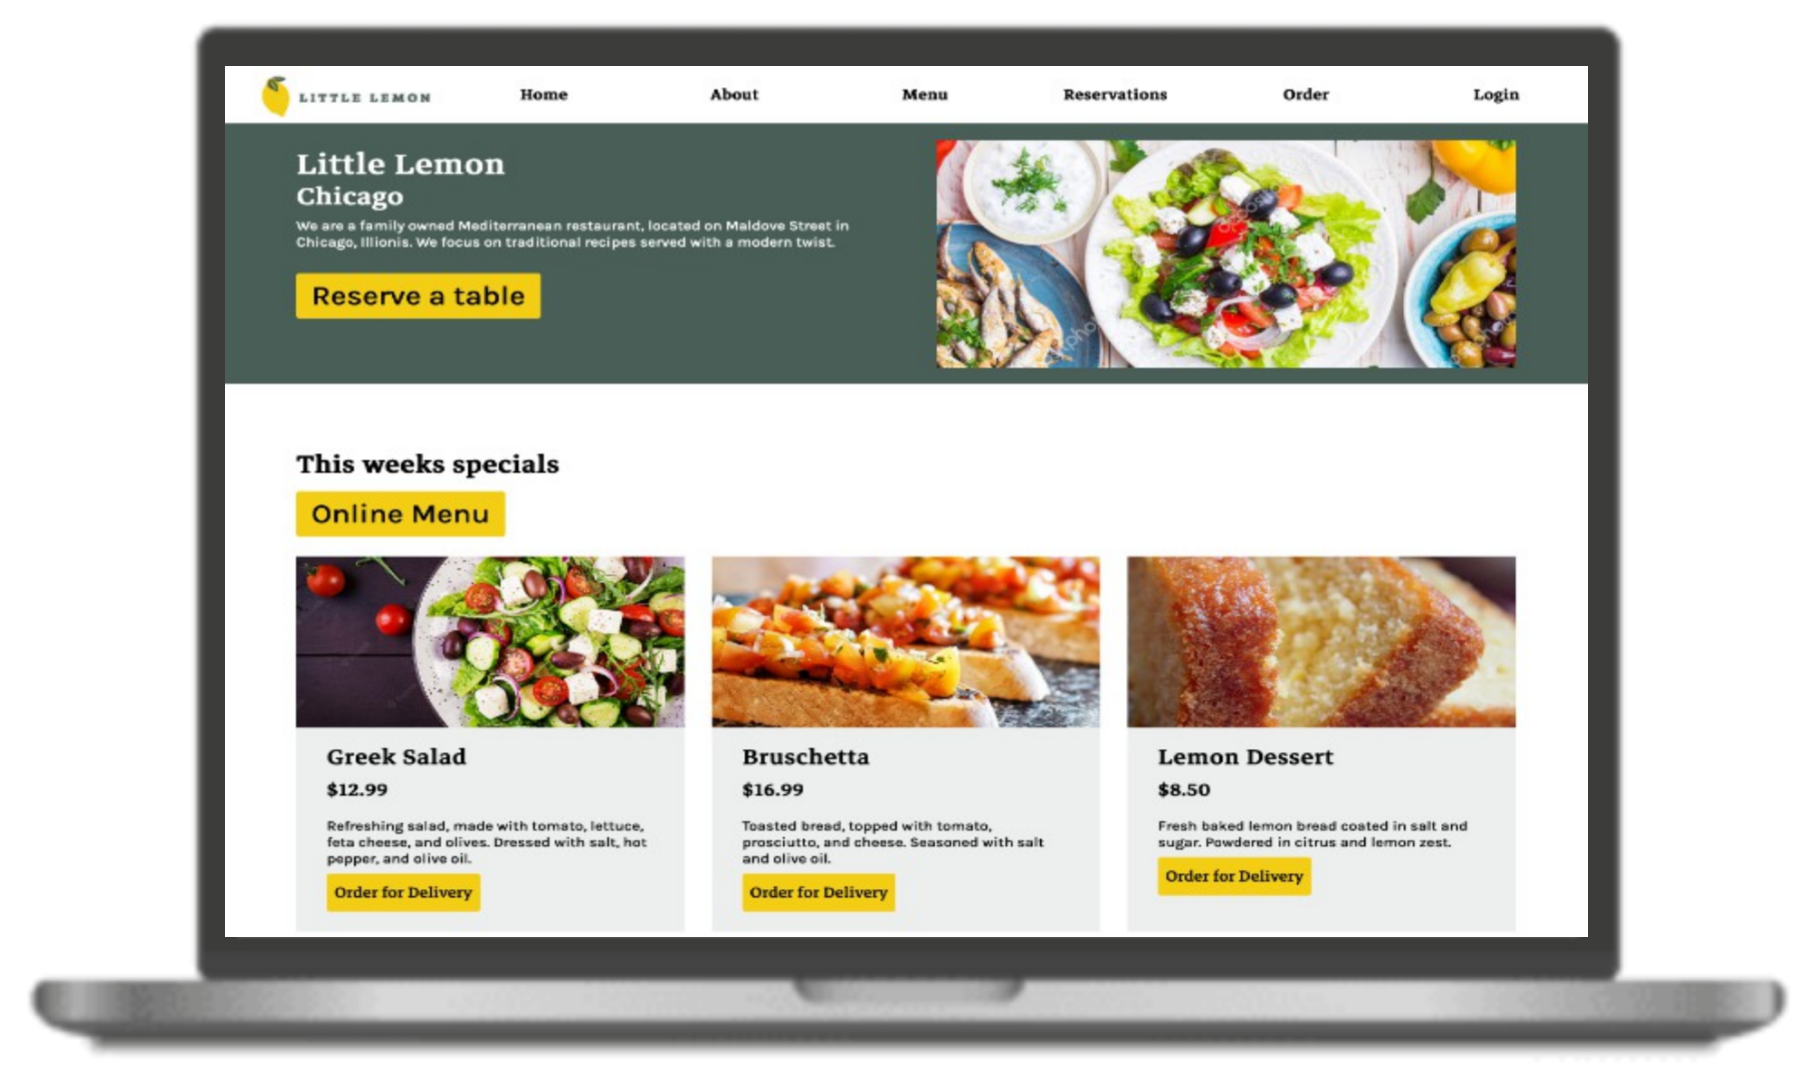 LITTLE LEMON
Home
About
Menu
Reservations
Order
Login
Little Lemon
Chicago
We are a family owned Mediterranean restaurant, located on Maldove Street in
Chicago, Illionis. We focus on traditional recipes served with a modern twist.
Reserve a table
This weeks specials
Online Menu
Greek Salad
$12.99
Refreshing salad, made with tomato, lettuce,
feta cheese, and olives. Dressed with salt, hot
pepper, and olive oil.
Order for Delivery
Bruschetta
$16.99
Toasted bread, topped with tomato,
prosciutto, and cheese. Seasoned with salt
and olive oil.
Order for Delivery
Lemon Dessert
$8.50
Fresh baked lemon bread coated in salt and
sugar. Powdered in citrus and lemon zest.
Order for Delivery